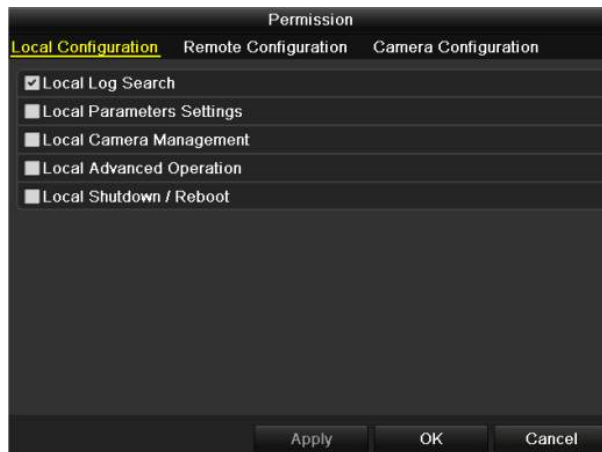 Permission
Local Configuration Remote Configuration Camera Configuration
Local Log Search
Local Parameters Settings
Local Camera Management
Local Advanced Operation
Local Shutdown / Reboot
Apply OK Cancel